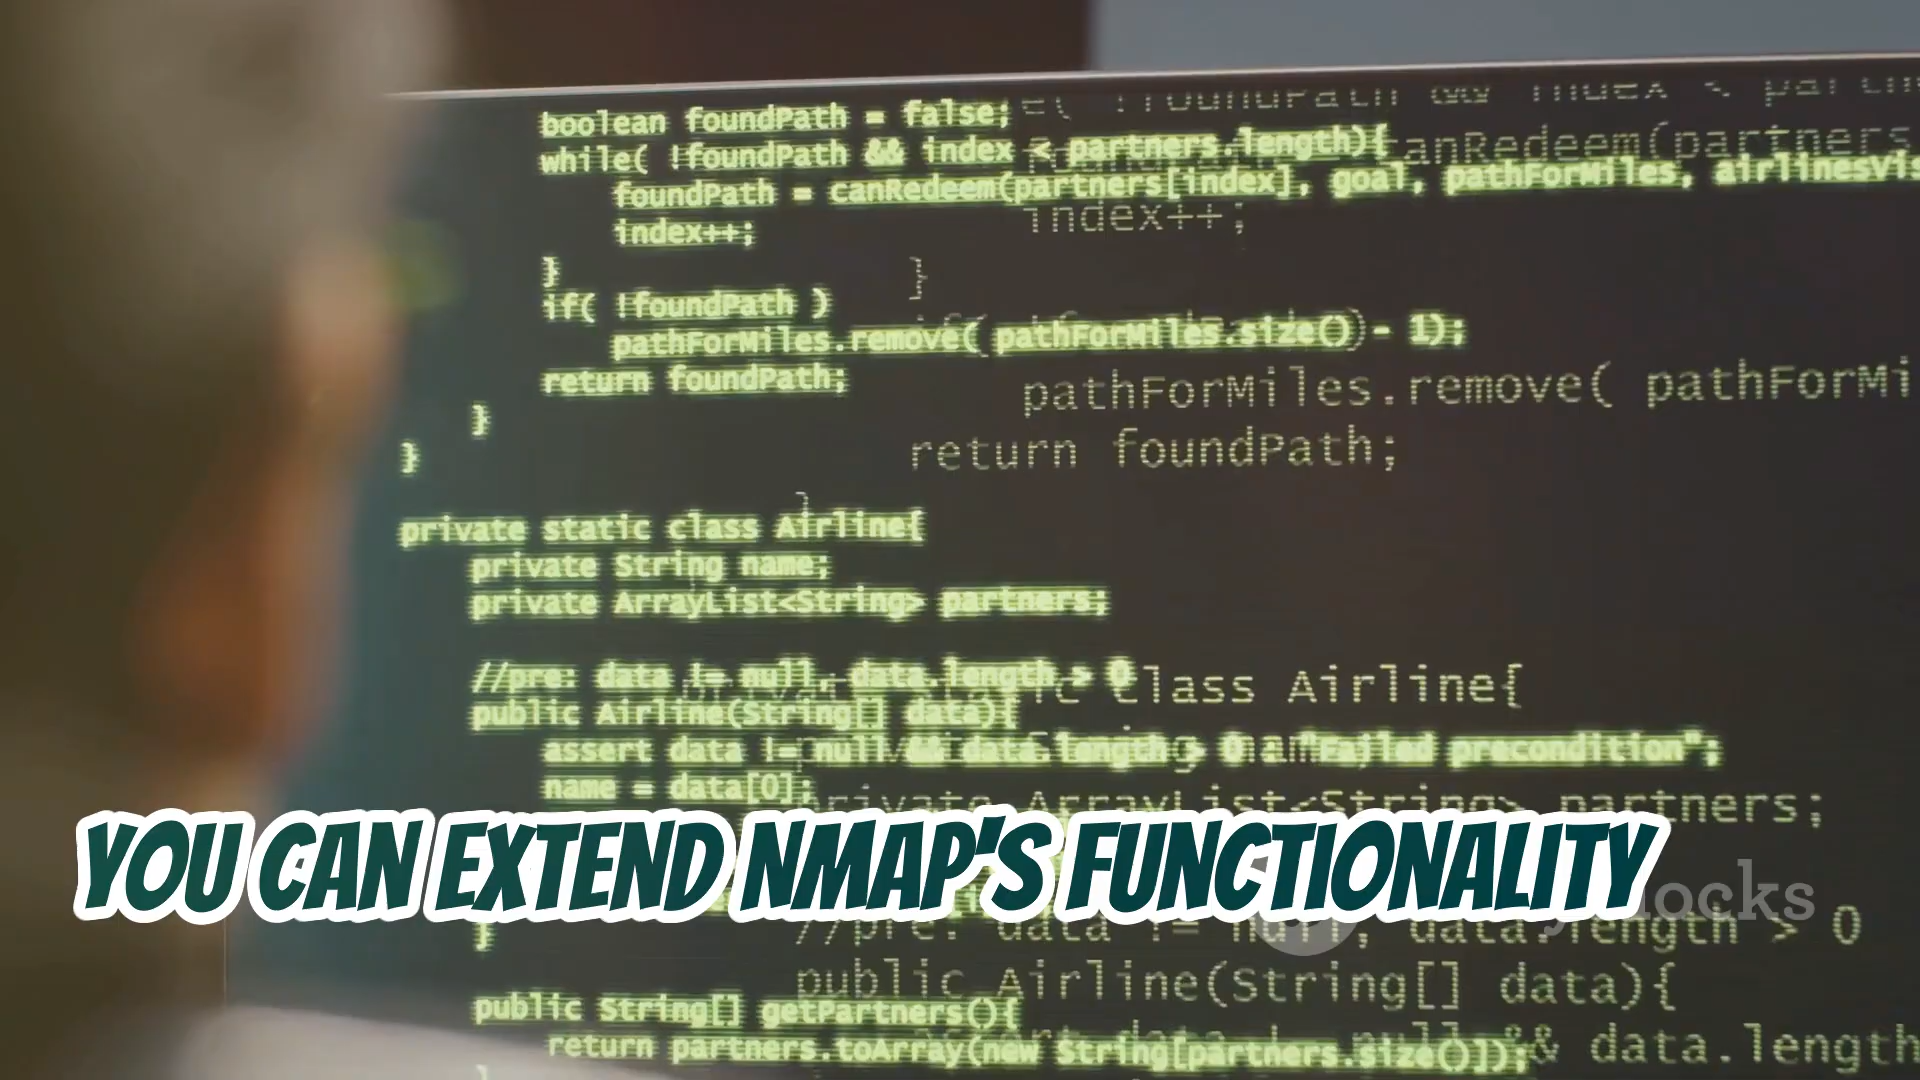 boolean foundPath = false;
while( !foundPath && index < partners.length){
foundPath = canRedeem(partners[index], goal, pathForMiles,
index++;
}
if( !foundPath )
pathForMiles.remove( pathForMiles.size() - 1);
return foundPath;
}
}
private static class Airline{
private String name;
private ArrayList<String> partners;
//pre: data != null, data.length > 0
public Airline(String[] data){
assert data != null && data.length > 0 : "Failed precondition";
name = data[0];
}
public String[] getPartners(){
return partners.toArray(new String[partners.size()]);
}
index++;
}
pathForMiles.remove(
return foundPath;
}
class Airline{
private ArrayList<String> partners;
//pre: data != null, data.length > 0
public Airline(String[] data){
&& data.length
YOU CAN EXTEND NMAP'S FUNCTIONALITY